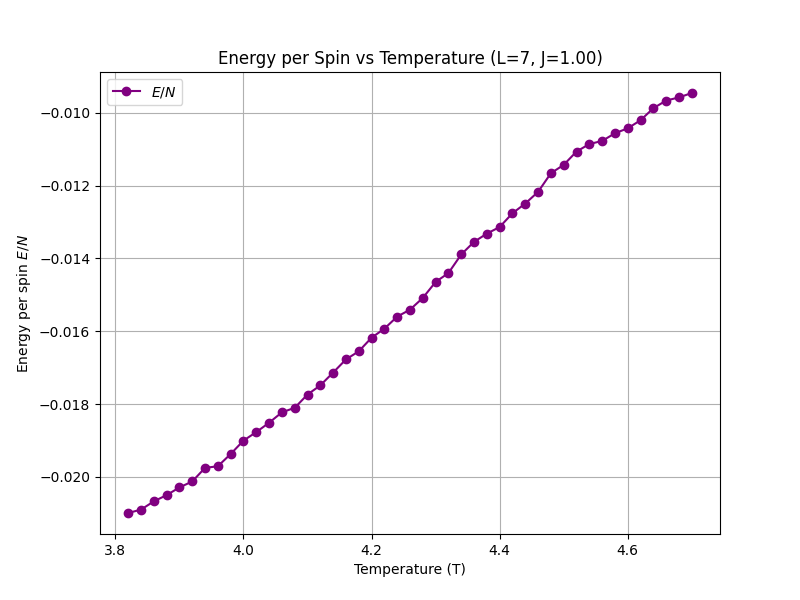 Energy per Spin vs Temperature (L=7, J=1.00)
E/N
−0.010
−0.012
−0.014
−0.016
−0.018
−0.020
Energy per spin E/N
3.8 4.0 4.2 4.4 4.6
Temperature (T)